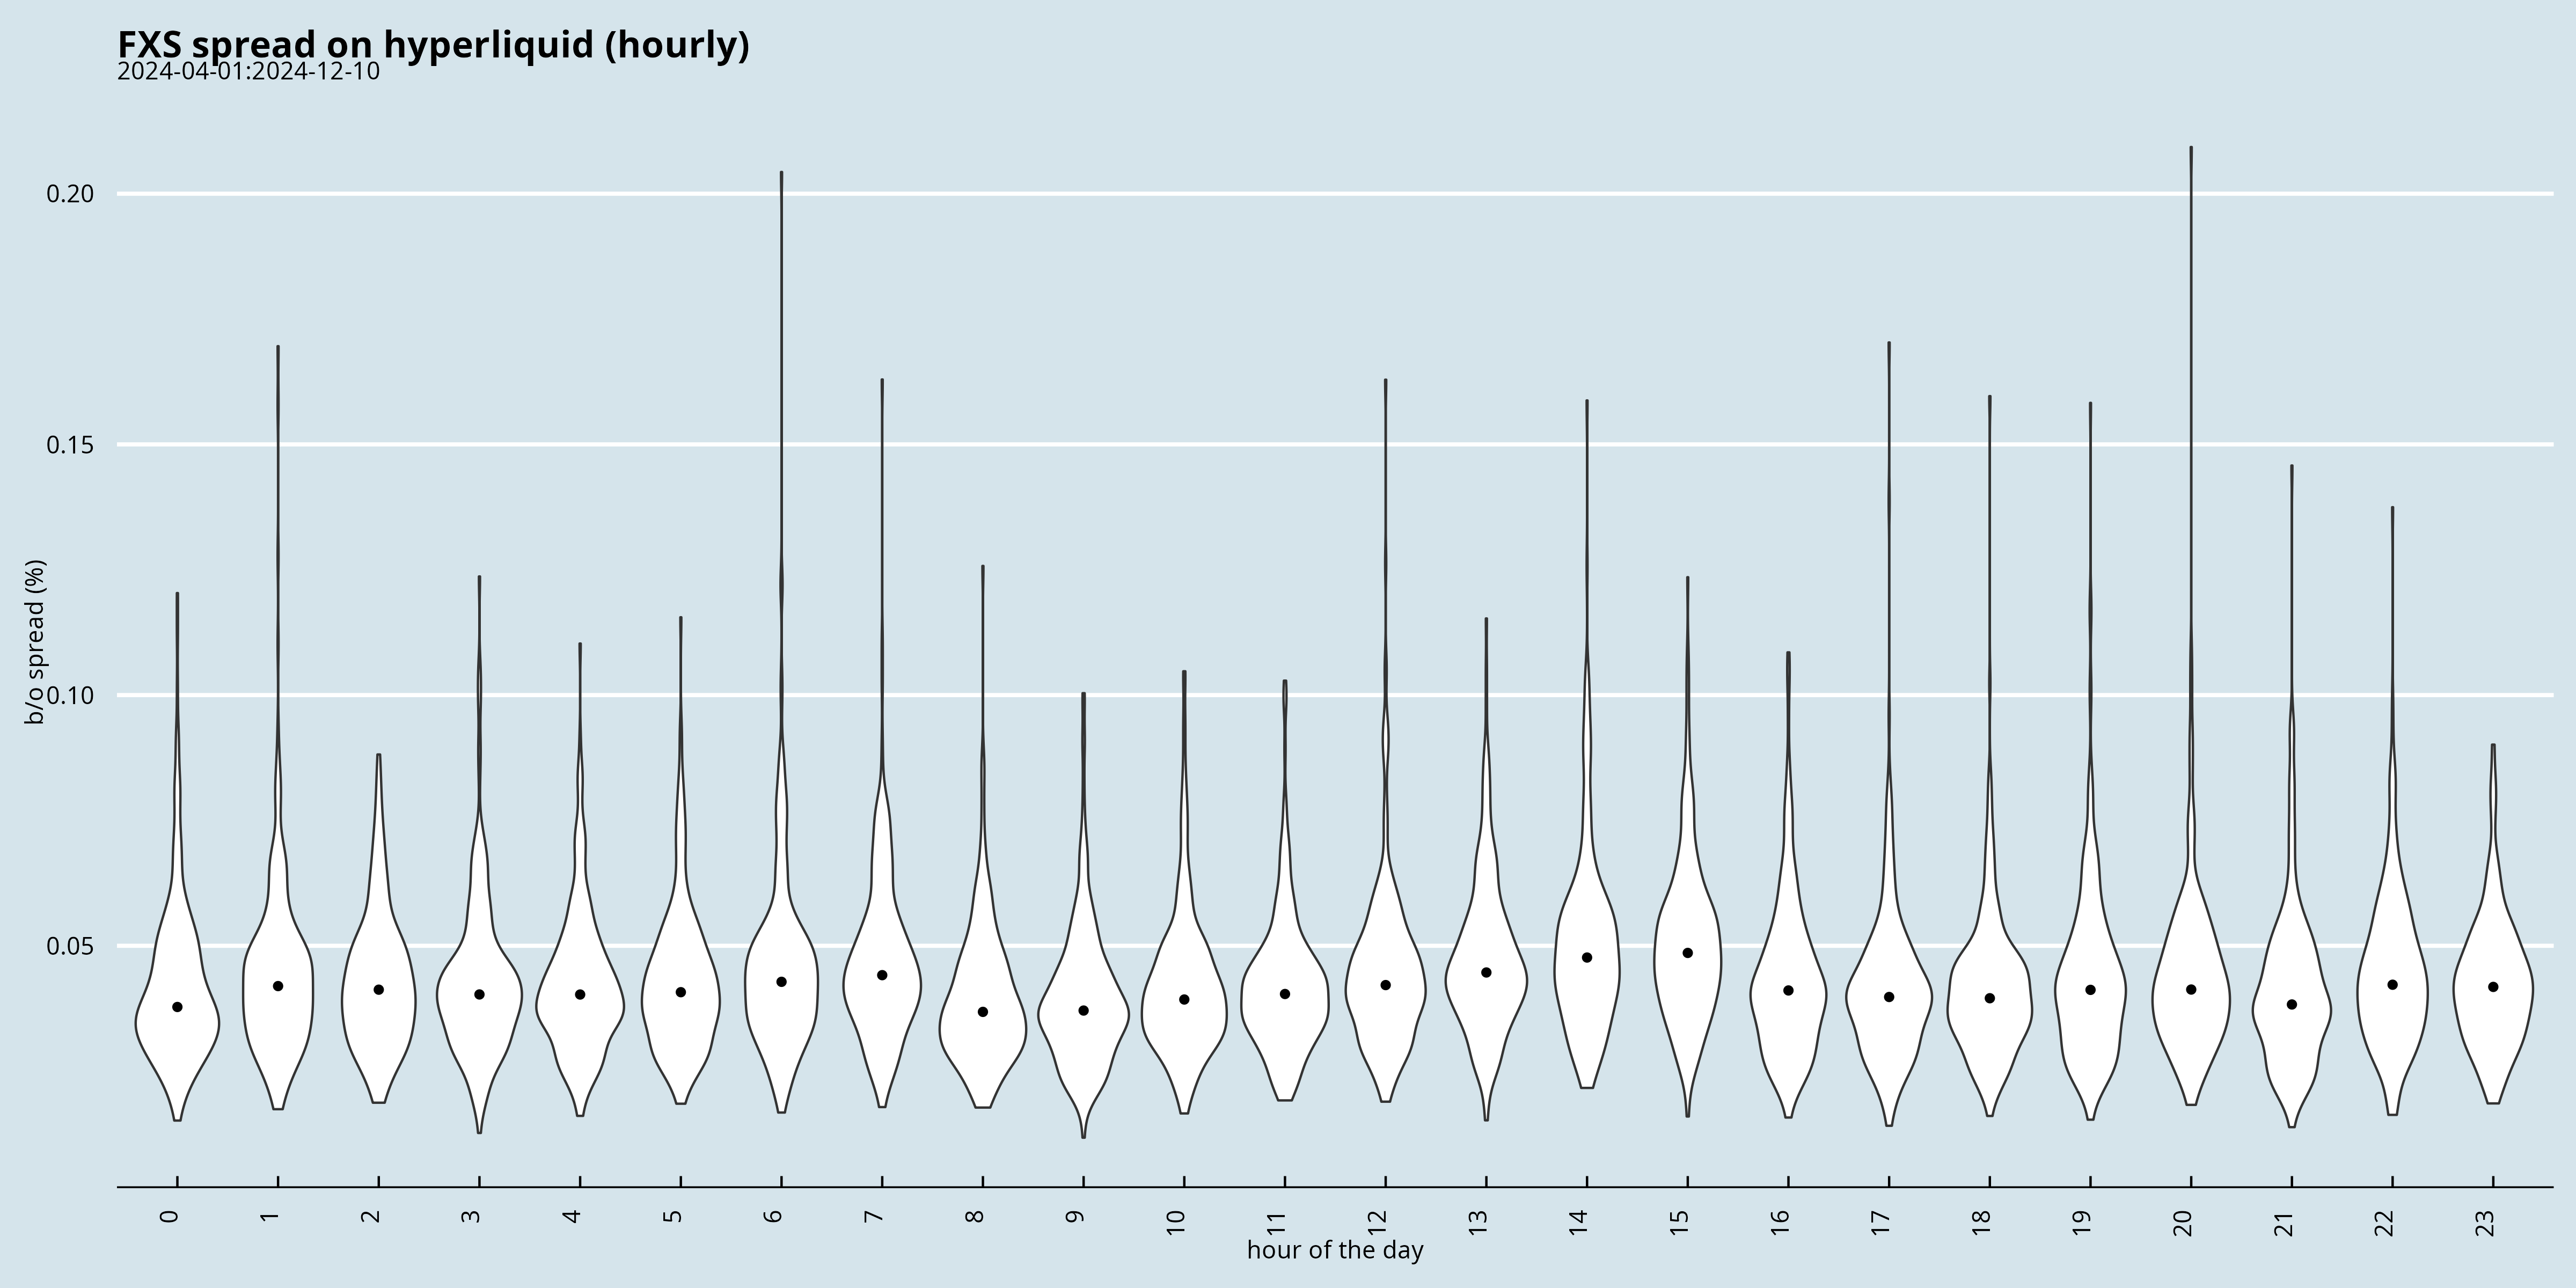 FXS spread on hyperliquid (hourly)
2024-04-01:2024-12-10
b/o spread (%)
0.20
0.15
0.10
0.05
0 1 2 3 4 5 6 7 8 9 10 11 12 13 14 15 16 17 18 19 20 21 22 23
hour of the day